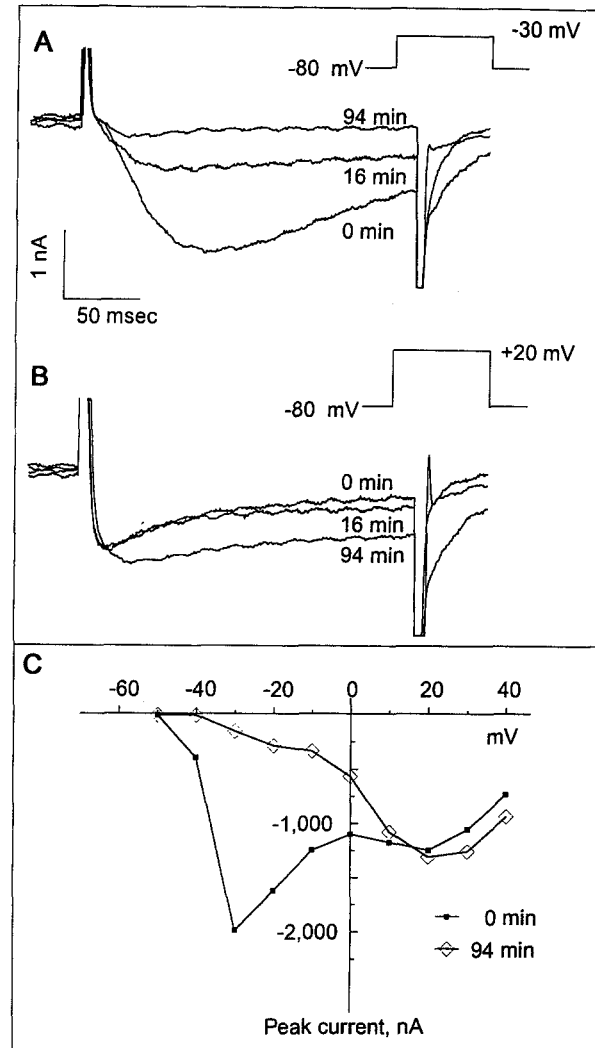 A
-30 mV
-80 mV
94 min
16 min
0 min
1 nA
50 msec
B
+20 mV
-80 mV
0 min
16 min
94 min
C
-60 -40 -20 0 20 40
mV
-1,000
-2,000
0 min
94 min
Peak current, nA